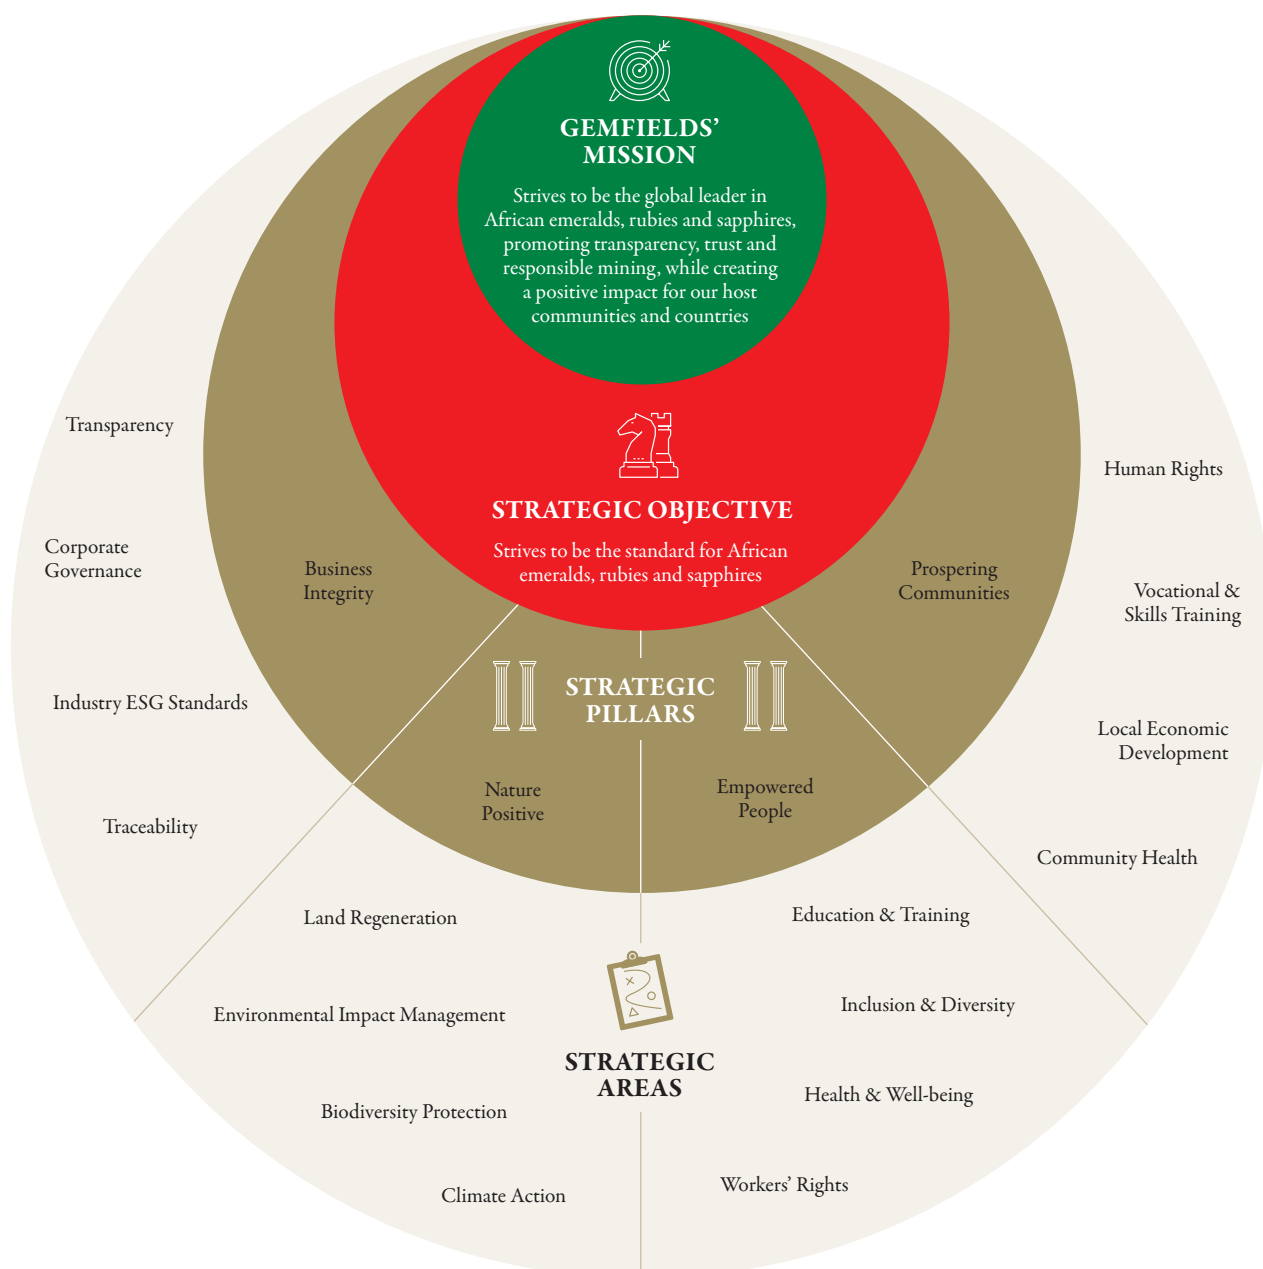 GEMFIELDS’
MISSION
Strives to be the global leader in
African emeralds, rubies and sapphires,
promoting transparency, trust and
responsible mining, while creating
a positive impact for our host
communities and countries
STRATEGIC OBJECTIVE
Strives to be the standard for African
emeralds, rubies and sapphires
STRATEGIC
PILLARS
Business
Integrity
Nature
Positive
Empowered
People
Prospering
Communities
STRATEGIC
AREAS
Transparency
Corporate
Governance
Industry ESG Standards
Traceability
Land Regeneration
Environmental Impact Management
Biodiversity Protection
Climate Action
Education & Training
Inclusion & Diversity
Health & Well-being
Workers’ Rights
Human Rights
Vocational &
Skills Training
Local Economic
Development
Community Health